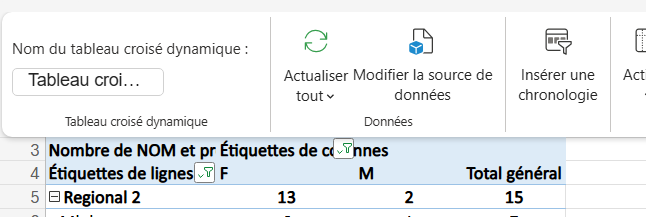 Nom du tableau croisé dynamique :
Tableau croi…
Actualiser
tout
Modifier la source de
données
Insérer une
chronologie
Tableau croisé dynamique
Données
3 Nombre de NOM et pr Étiquettes de co nnes
4 Étiquettes de lignes F M Total général
5 Regional 2 13 2 15